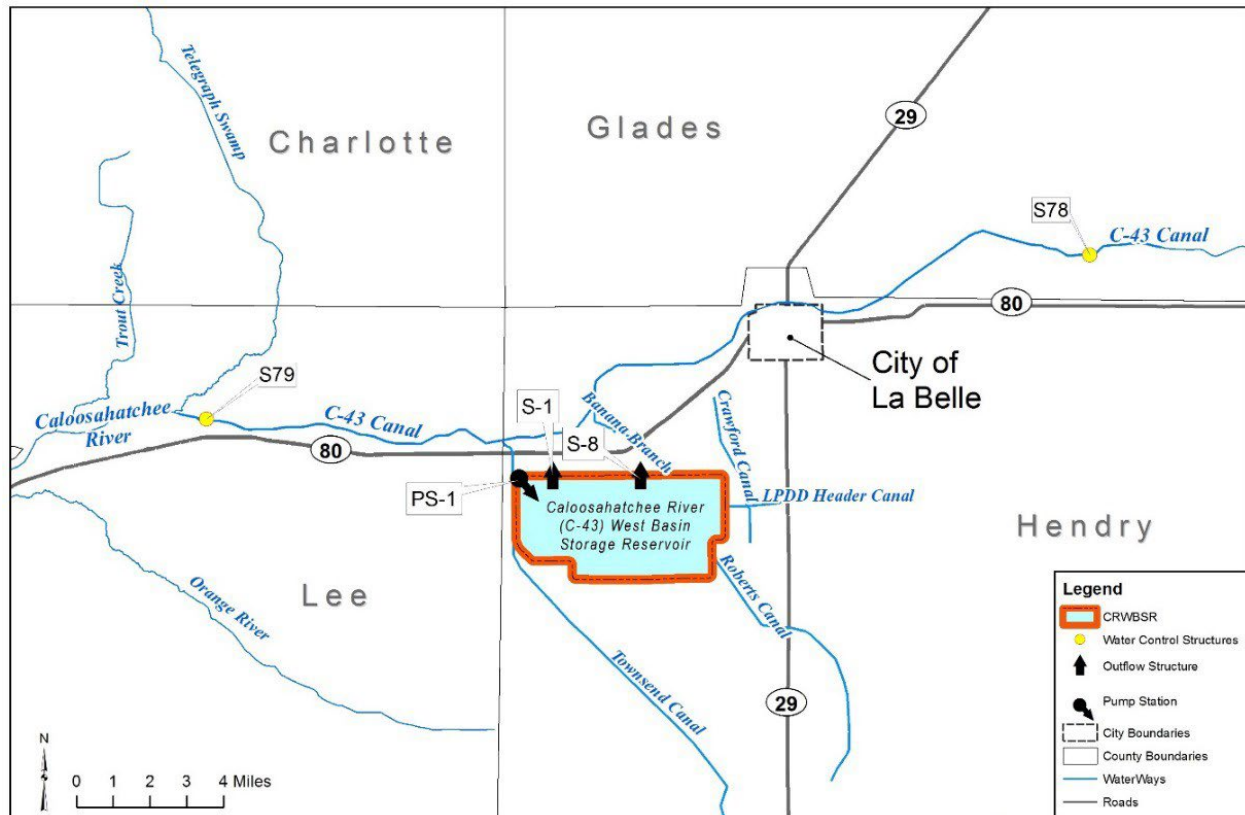 Telegraph Swamp
Charlotte
Glades
29
S78
C-43 Canal
Trout Creek
80
City of
La Belle
S79
Caloosahatchee
River
C-43 Canal
S-1
Banana Branch
Crawford Canal
80
S-8
PS-1
LPDD Header Canal
Caloosahatchee River
(C-43) West Basin
Storage Reservoir
Hendry
Orange River
Lee
Roberts Canal
Townsend Canal
29
N
0 1 2 3 4 Miles
Legend
CRWBSR
Water Control Structures
Outflow Structure
Pump Station
City Boundaries
County Boundaries
WaterWays
Roads